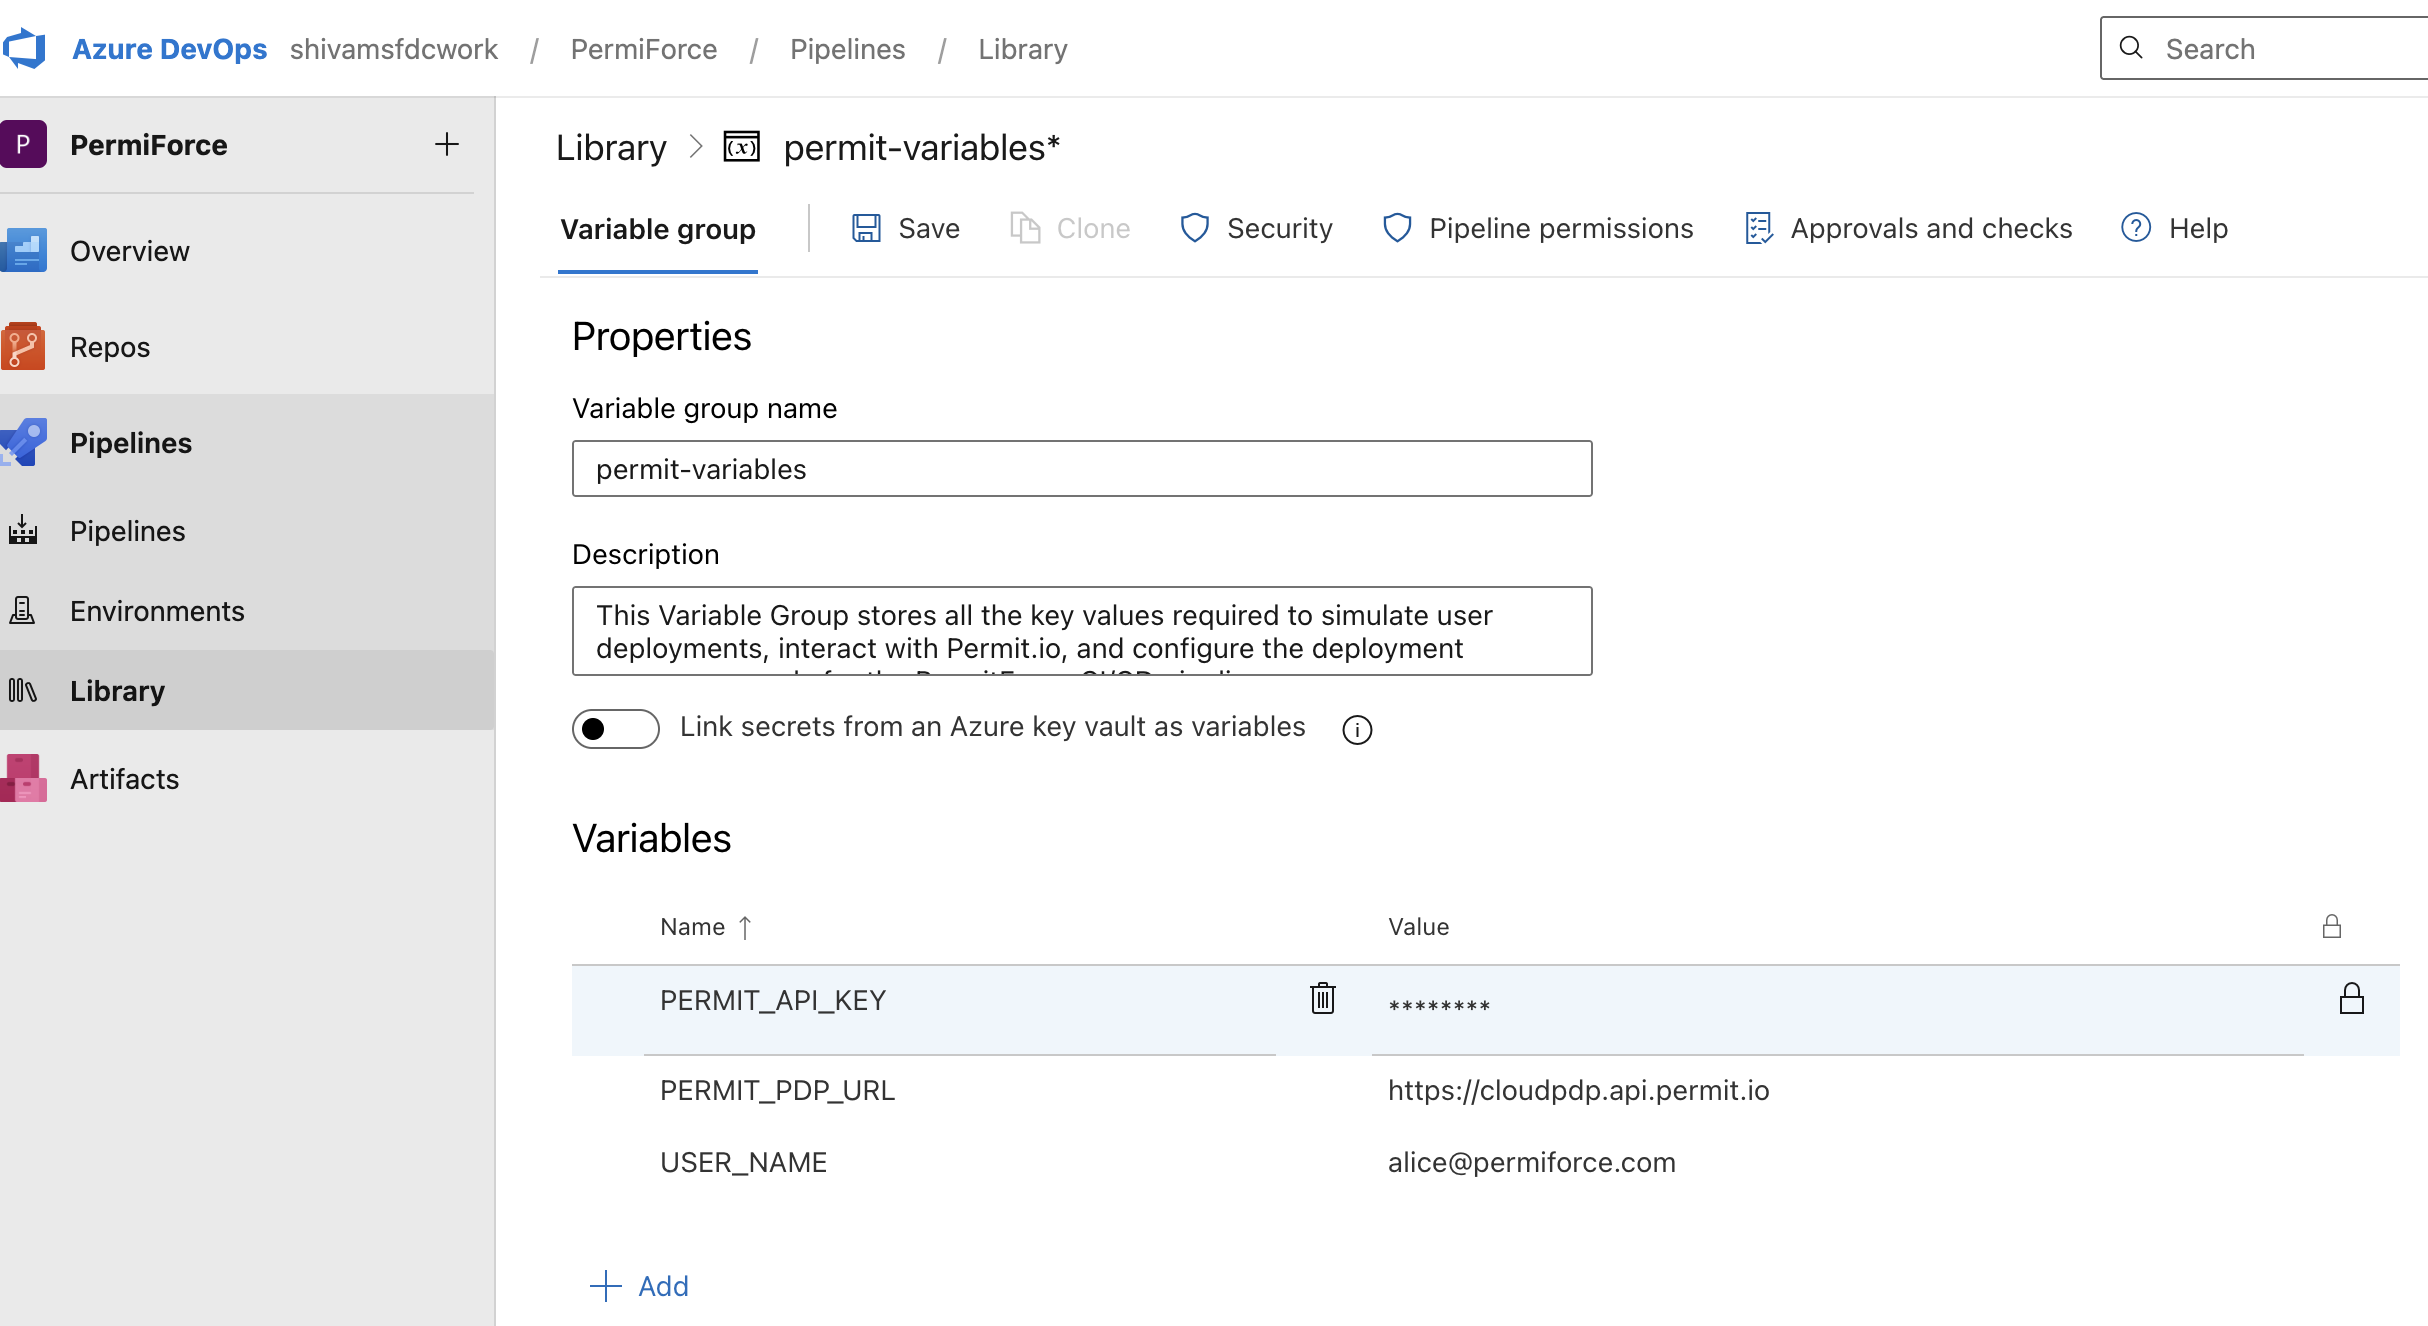 Azure DevOps shivamsfdcwork / PermiForce / Pipelines / Library
Search
P PermiForce
Overview
Repos
Pipelines
Pipelines
Environments
Library
Artifacts
Library > (x) permit-variables*
Variable group Save Clone Security Pipeline permissions Approvals and checks ? Help
Properties
Variable group name
permit-variables
Description
This Variable Group stores all the key values required to simulate user
deployments, interact with Permit.io, and configure the deployment
Link secrets from an Azure key vault as variables
Variables
Name ↑ Value
PERMIT_API_KEY ********
PERMIT_PDP_URL https://cloudpdp.api.permit.io
USER_NAME alice@permiforce.com
+ Add